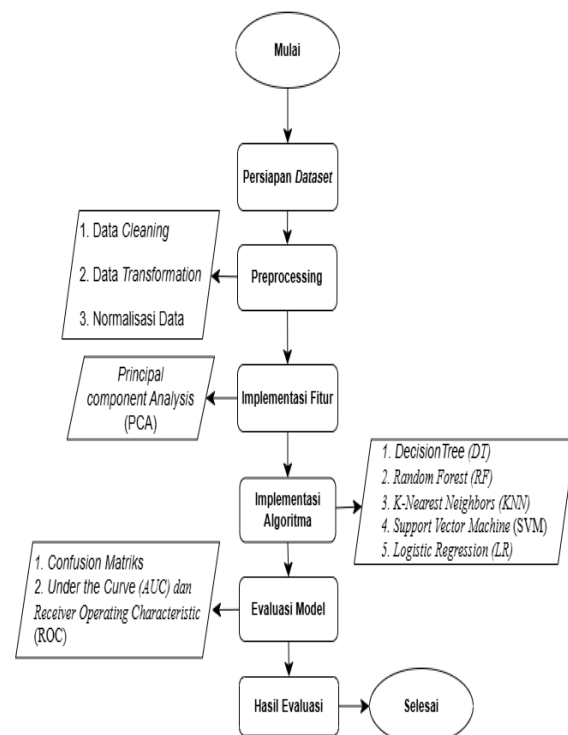 Mulai
Persiapan Dataset
1. Data Cleaning
2. Data Transformation
3. Normalisasi Data
Preprocessing
Principal
component Analysis
(PCA)
Implementasi Fitur
Implementasi
Algoritma
1. DecisionTree (DT)
2. Random Forest (RF)
3. K-Nearest Neighbors (KNN)
4. Support Vector Machine (SVM)
5. Logistic Regression (LR)
1. Confusion Matriks
2. Under the Curve (AUC) dan
Receiver Operating Characteristic
(ROC)
Evaluasi Model
Hasil Evaluasi
Selesai